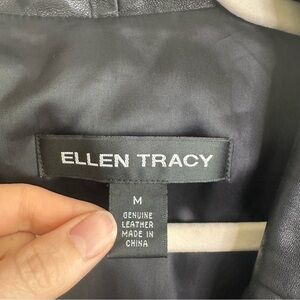 ELLEN TRACY
M
GENUINE
LEATHER
MADE IN
CHINA